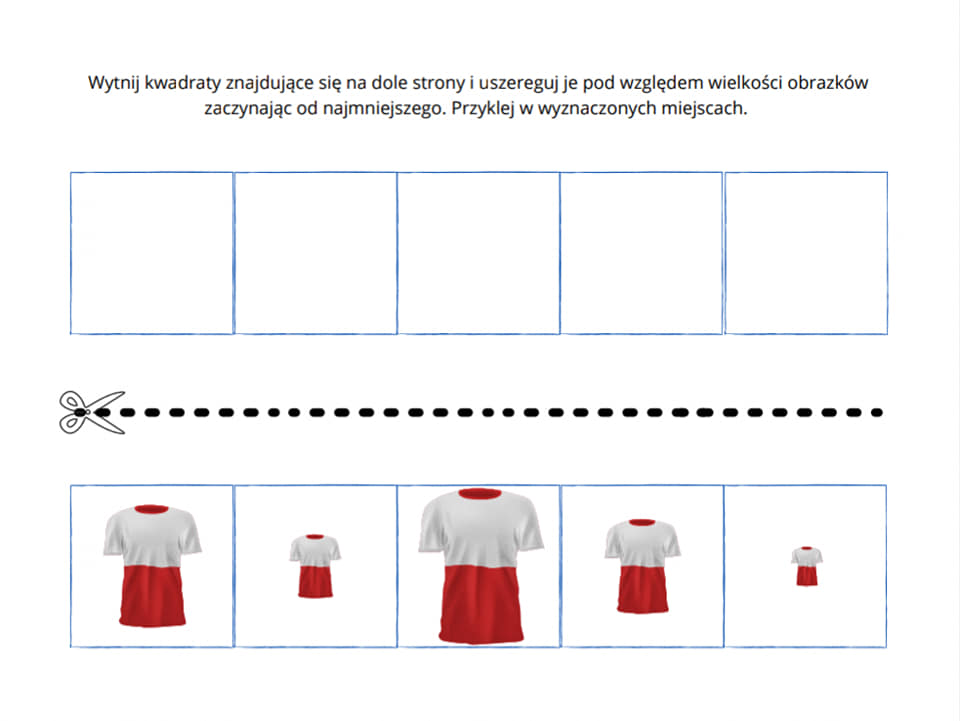 Wytnij kwadraty znajdujące się na dole strony i uszereguj je pod względem wielkości obrazków
zaczynając od najmniejszego. Przyklej w wyznaczonych miejscach.